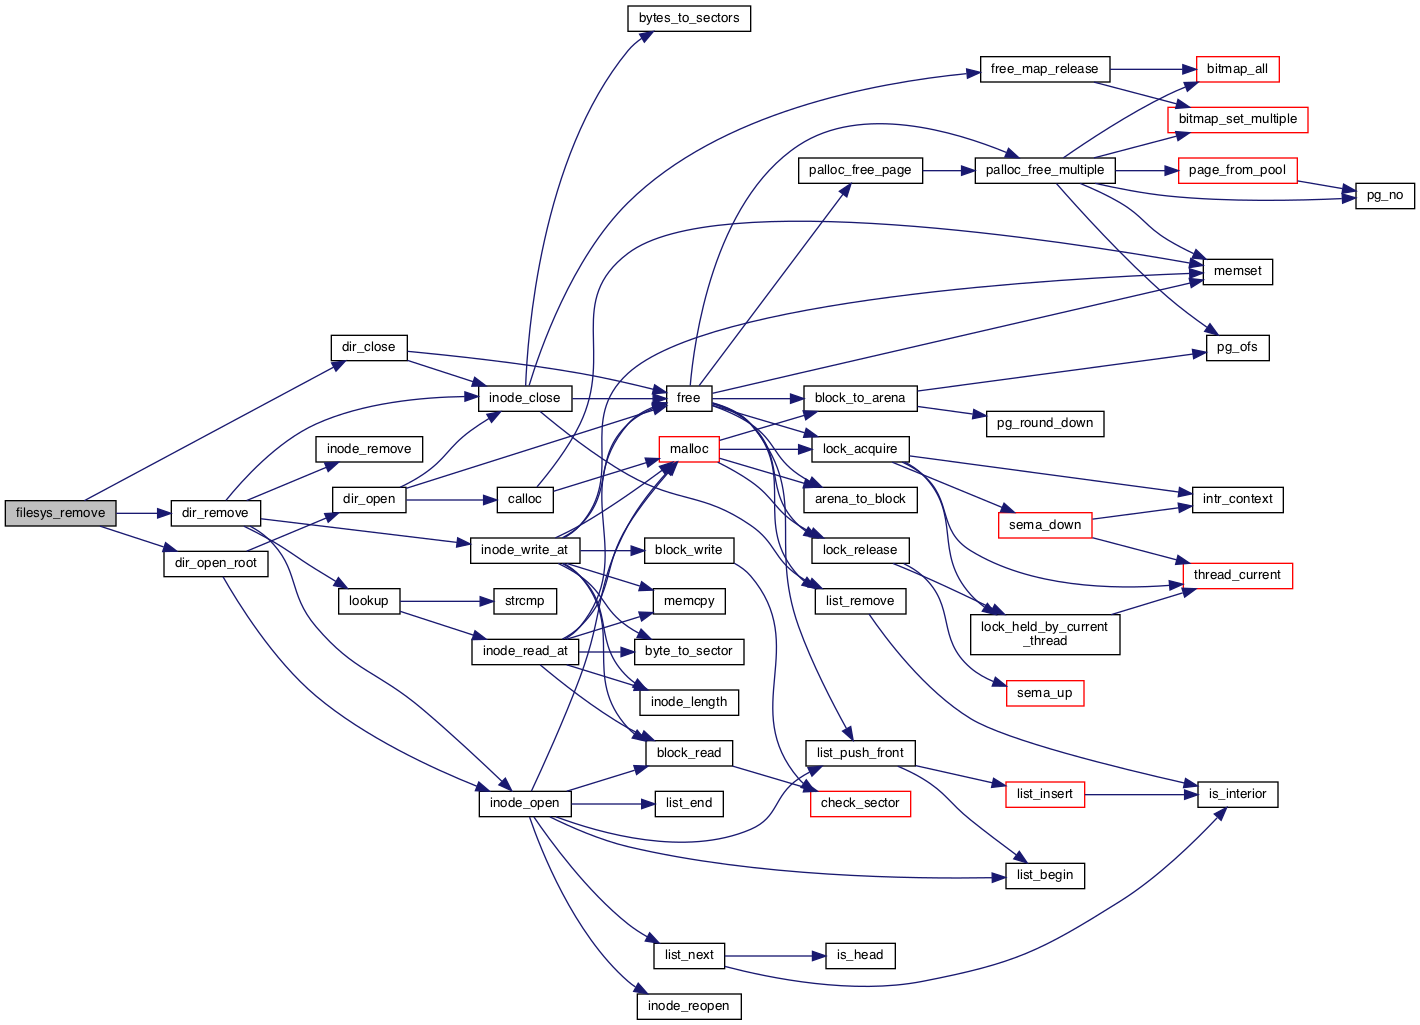 bytes_to_sectors
free_map_release
bitmap_all
bitmap_set_multiple
palloc_free_page
palloc_free_multiple
page_from_pool
pg_no
memset
dir_close
pg_ofs
inode_close
free
block_to_arena
pg_round_down
inode_remove
malloc
lock_acquire
dir_open
calloc
arena_to_block
intr_context
filesys_remove
dir_remove
sema_down
inode_write_at
block_write
lock_release
dir_open_root
thread_current
lookup
strcmp
memcpy
list_remove
lock_held_by_current
_thread
inode_read_at
byte_to_sector
sema_up
inode_length
block_read
list_push_front
inode_open
list_end
check_sector
list_insert
is_interior
list_begin
list_next
is_head
inode_reopen